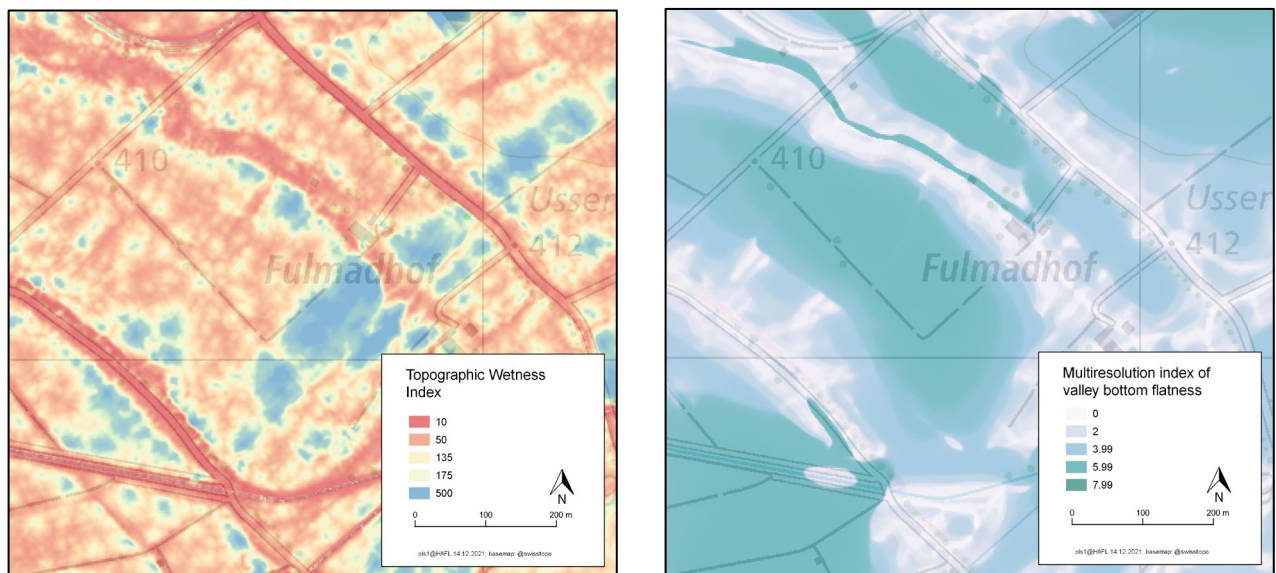 410
Usser
412
Fulmadhof
Topographic Wetness
Index
10
50
135
175
500
N
0 100 200 m
ols1@HAFL 14.12.2021; basemap: @swisstopo
410
Usser
412
Fulmadhof
Multiresolution index of
valley bottom flatness
0
2
3.99
5.99
7.99
N
0 100 200 m
ols1@HAFL 14.12.2021; basemap: @swisstopo